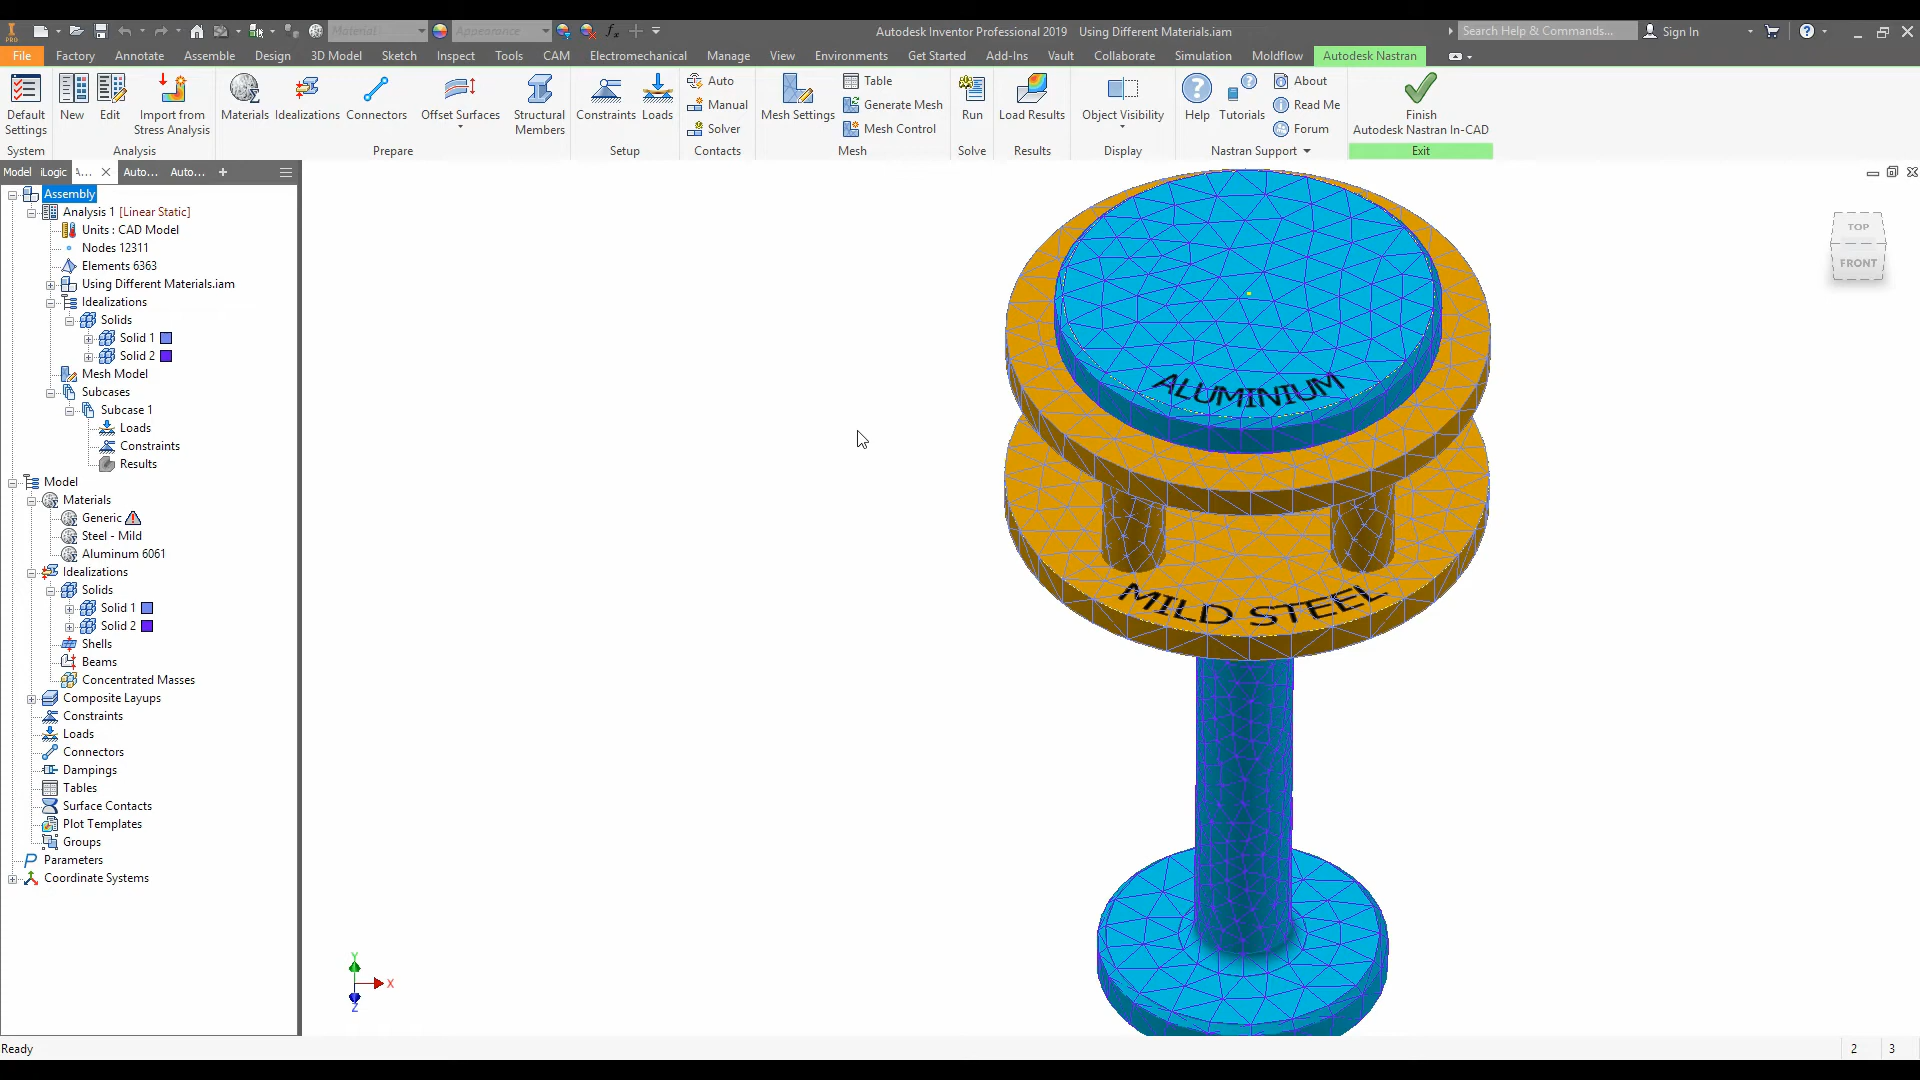 PRO
Material
Appearance
Autodesk Inventor Professional 2019 Using Different Materials.iam
Search Help & Commands...
Sign In
File Factory Annotate Assemble Design 3D Model Sketch Inspect Tools CAM Electromechanical Manage View Environments Get Started Add-Ins Vault Collaborate Simulation Moldflow Autodesk Nastran
Default Settings
New
Edit
Import from Stress Analysis
Materials
Idealizations
Connectors
Offset Surfaces
Structural Members
Constraints
Loads
Auto
Manual
Solver
Mesh Settings
Table
Generate Mesh
Mesh Control
Run
Load Results
Object Visibility
Help
Tutorials
About
Read Me
Forum
Finish
Autodesk Nastran In-CAD
System Analysis Prepare Setup Contacts Mesh Solve Results Display Nastran Support Exit
Model iLogic A... Auto... Auto... +
Assembly
Analysis 1 [Linear Static]
Units : CAD Model
Nodes 12311
Elements 6363
Using Different Materials.iam
Idealizations
Solids
Solid 1
Solid 2
Mesh Model
Subcases
Subcase 1
Loads
Constraints
Results
Model
Materials
Generic
Steel - Mild
Aluminum 6061
Idealizations
Solids
Solid 1
Solid 2
Shells
Beams
Concentrated Masses
Composite Layups
Constraints
Loads
Connectors
Dampings
Tables
Surface Contacts
Plot Templates
Groups
Parameters
Coordinate Systems
ALUMINIUM
MILD STEEL
TOP
FRONT
Y
X
Z
Ready
2 3